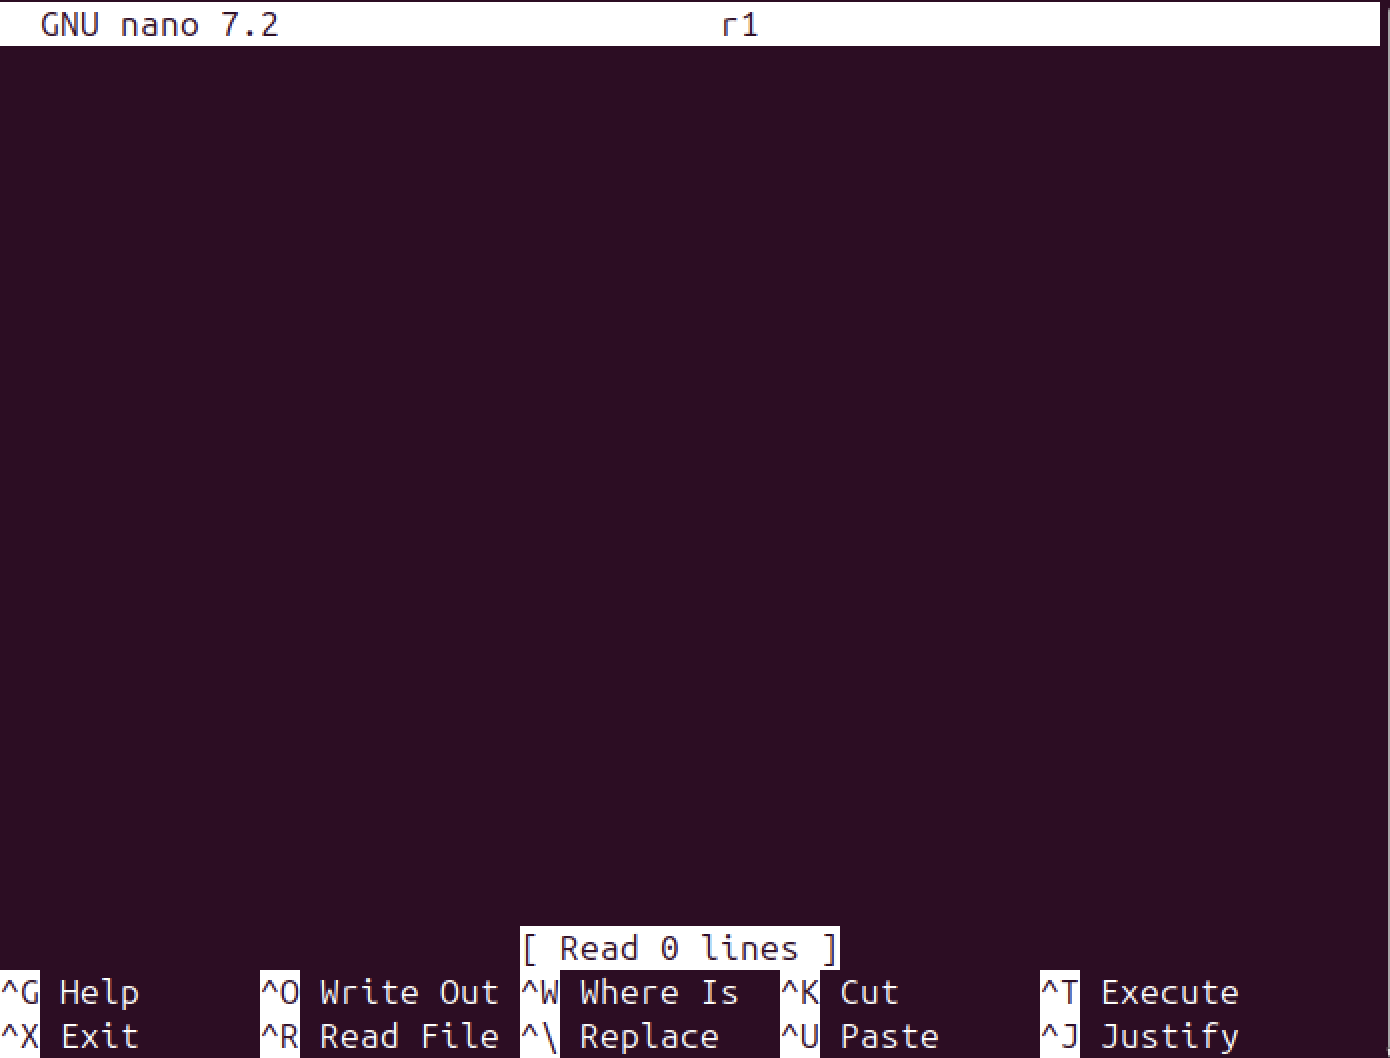 GNU nano 7.2 r1
[ Read 0 lines ]
^G Help ^O Write Out ^W Where Is ^K Cut ^T Execute
^X Exit ^R Read File ^\ Replace ^U Paste ^J Justify